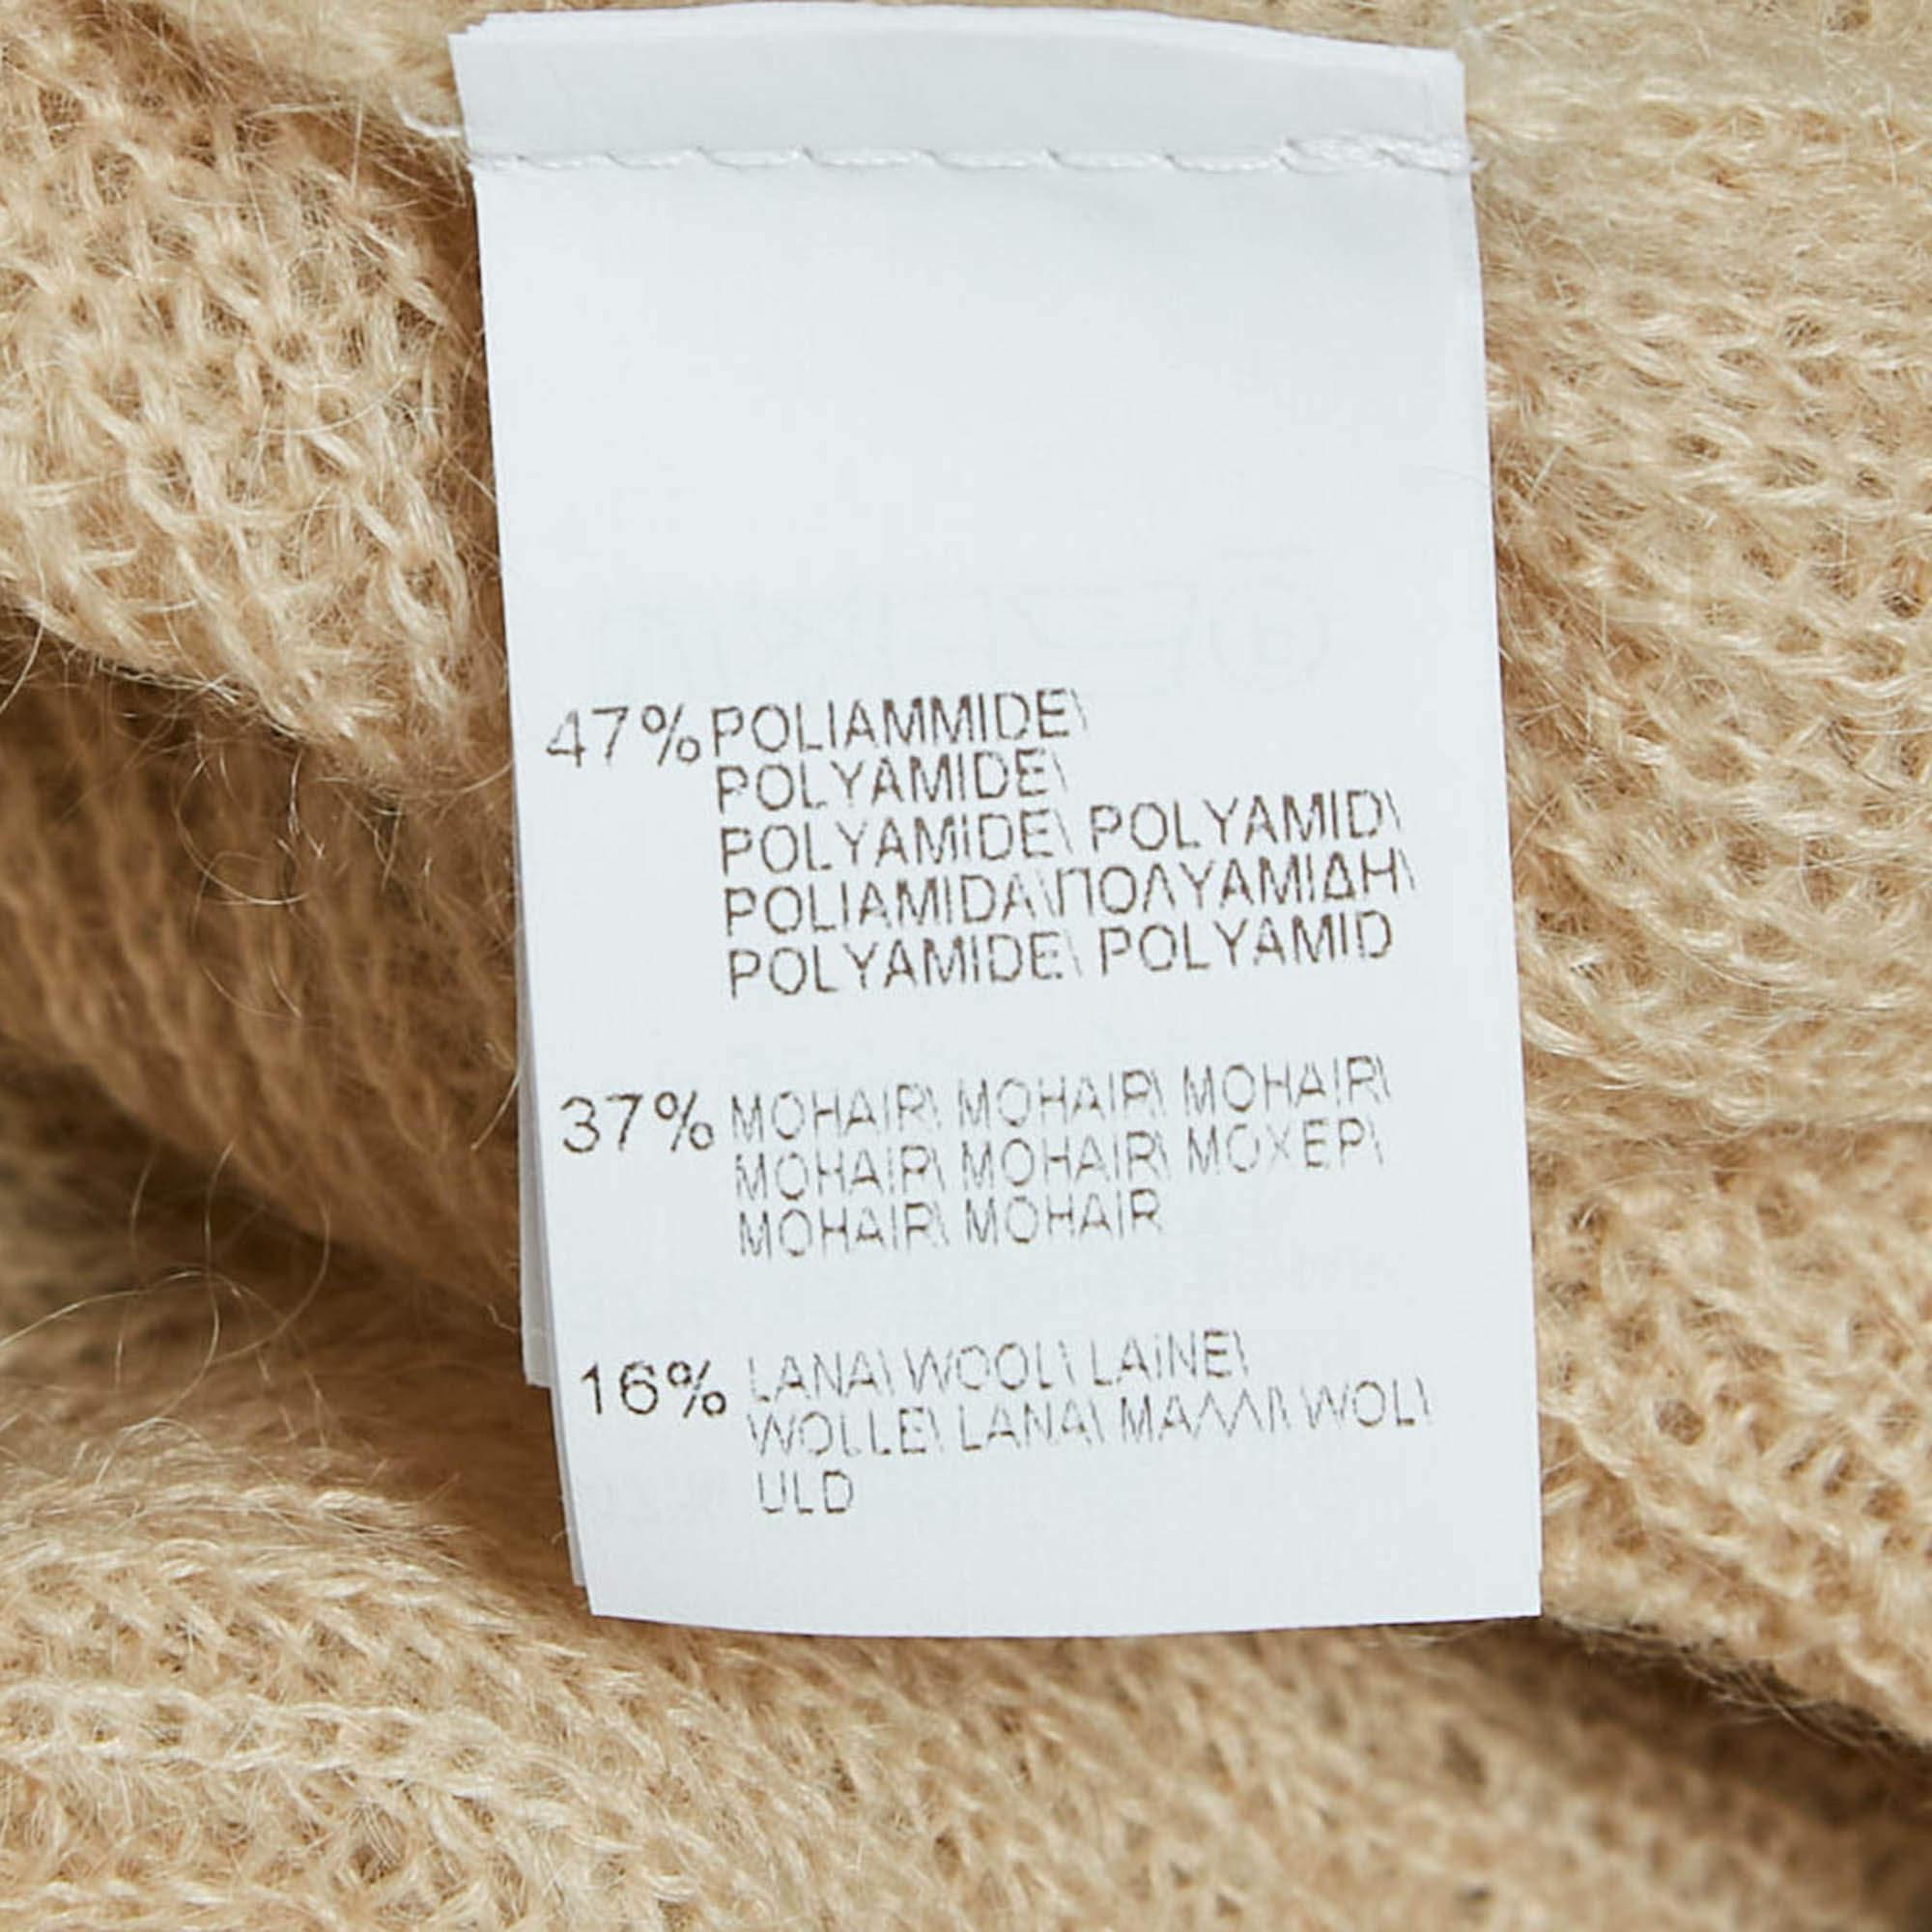 47% POLIAMMIDE\
POLYAMIDE\
POLYAMIDE\ POLYAMID\
POLIAMIDA\ΠΟΛΥΑΜΙΔΗ\
POLYAMIDE\ POLYAMID
37% MOHAIR\ MOHAIR\ MOHAIR\
MOHAIR\ MOHAIR\ ΜΟΧΕΡ\
MOHAIR\ MOHAIR
16% LANA\ WOOL\ LAINE\
WOLLE\ LANA\ ΜΑΛΛΙ\ WOL\
ULD